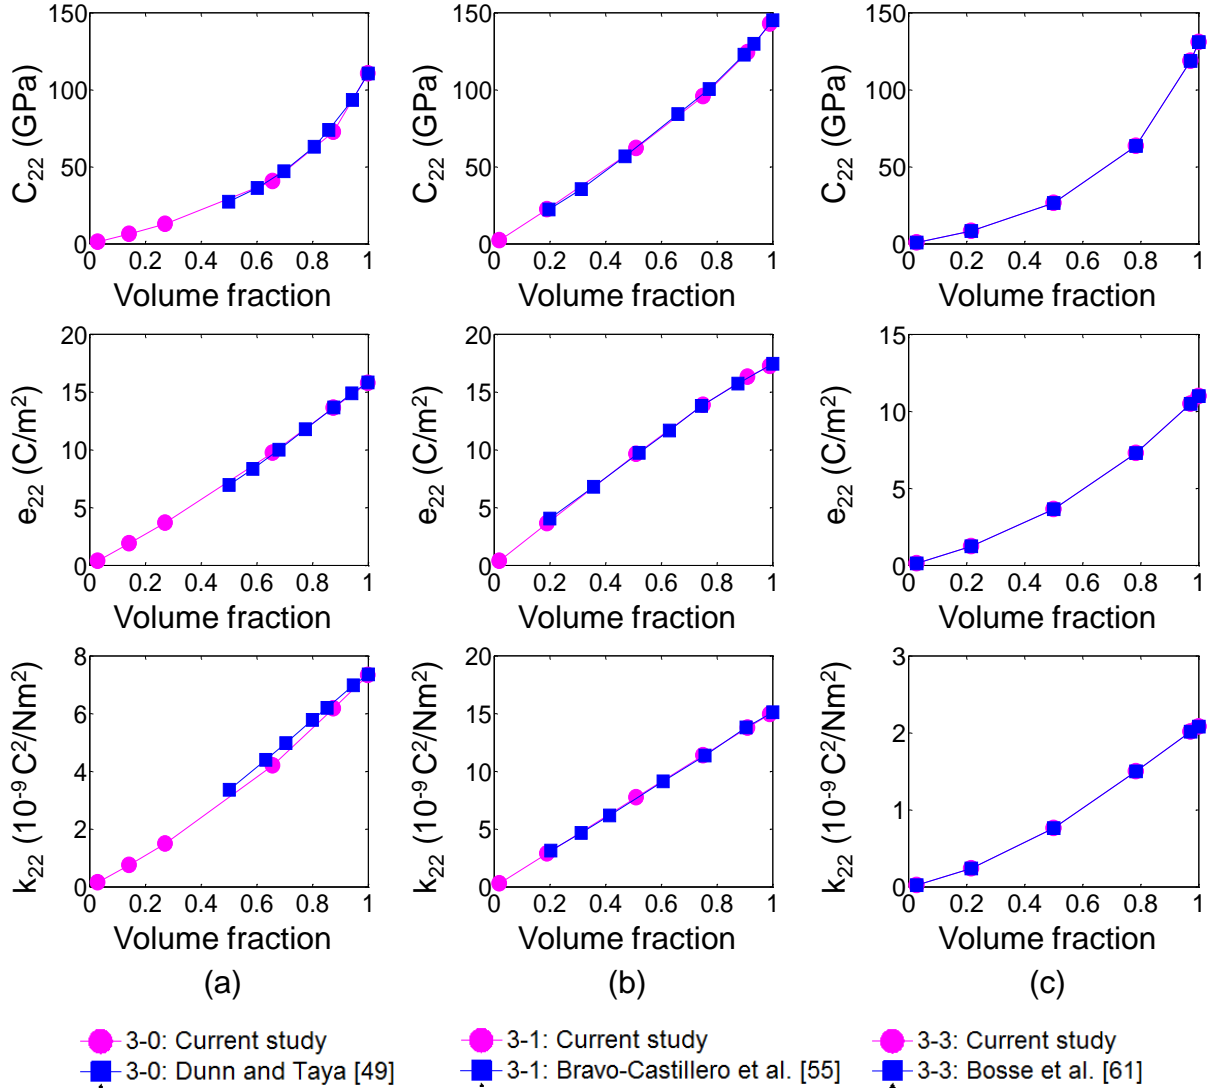 150
100
50
0
C22 (GPa)
0 0.2 0.4 0.6 0.8 1
Volume fraction
150
100
50
0
C22 (GPa)
0 0.2 0.4 0.6 0.8 1
Volume fraction
150
100
50
0
C22 (GPa)
0 0.2 0.4 0.6 0.8 1
Volume fraction
20
15
10
5
0
e22 (C/m²)
0 0.2 0.4 0.6 0.8 1
Volume fraction
20
15
10
5
0
e22 (C/m²)
0 0.2 0.4 0.6 0.8 1
Volume fraction
15
10
5
0
e22 (C/m²)
0 0.2 0.4 0.6 0.8 1
Volume fraction
8
6
4
2
0
k22 (10⁻⁹ C²/Nm²)
0 0.2 0.4 0.6 0.8 1
Volume fraction
20
15
10
5
0
k22 (10⁻⁹ C²/Nm²)
0 0.2 0.4 0.6 0.8 1
Volume fraction
3
2
1
0
k22 (10⁻⁹ C²/Nm²)
0 0.2 0.4 0.6 0.8 1
Volume fraction
(a)
(b)
(c)
3-0: Current study
3-0: Dunn and Taya [49]
3-1: Current study
3-1: Bravo-Castillero et al. [55]
3-3: Current study
3-3: Bosse et al. [61]